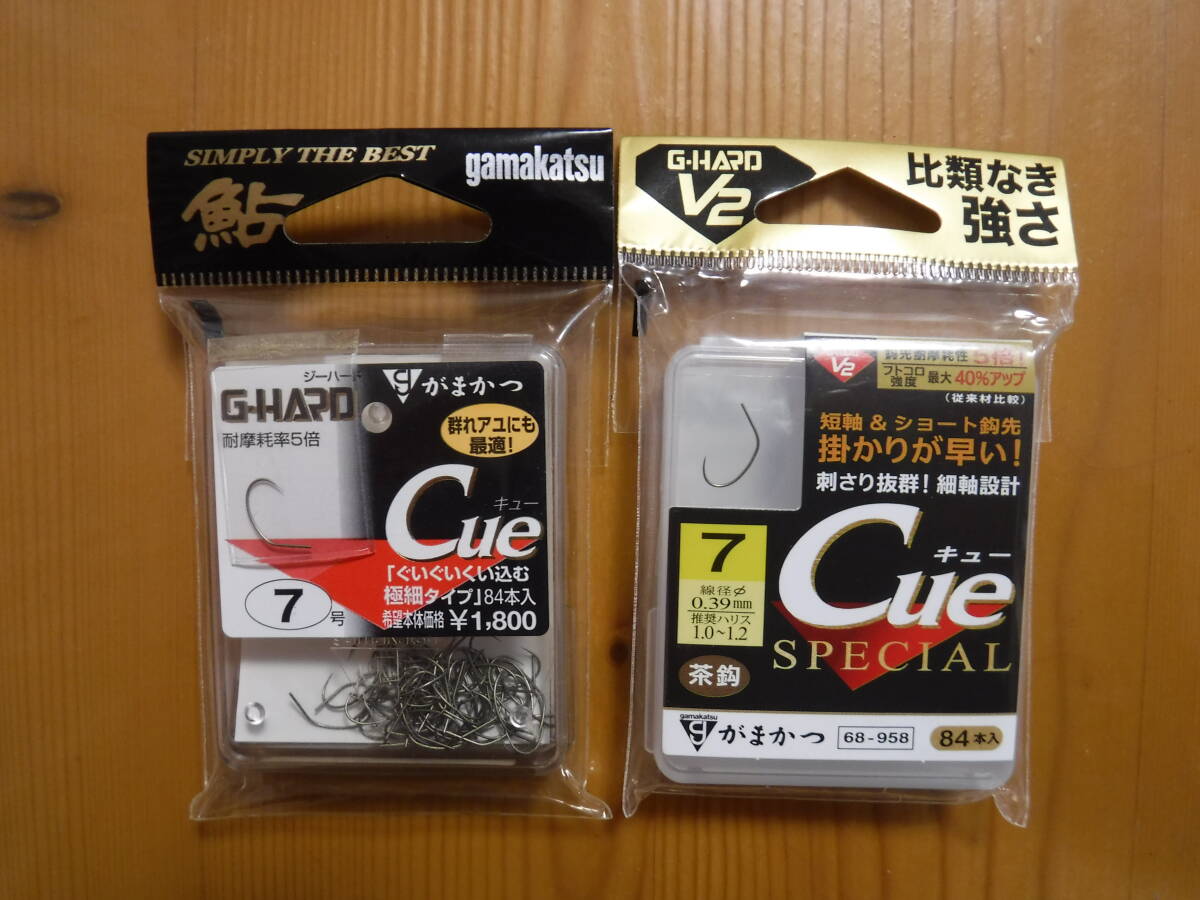 SIMPLY THE BEST
gamakatsu
鮎
ジーハード
G-HARD
耐摩耗率5倍
がまかつ
群れアユにも
最適!
キュー
Cue
「ぐいぐいくい込む
極細タイプ」84本入
希望本体価格 ¥1,800
7号
G-HARD
V2
比類なき
強さ
V2
鈎先耐摩耗性 5倍!
フトコロ
強度 最大 40%アップ
(従来材比較)
短軸 & ショート鈎先
掛かりが早い!
刺さり抜群! 細軸設計
7
線径φ
0.39mm
推奨ハリス
1.0~1.2
キュー
Cue
SPECIAL
茶鈎
gamakatsu
がまかつ
68-958
84本入